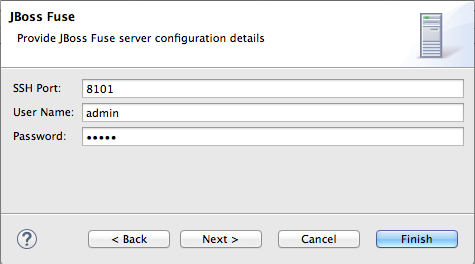 JBoss Fuse
Provide JBoss Fuse server configuration details
SSH Port: 8101
User Name: admin
Password: •••••
? < Back Next > Cancel Finish